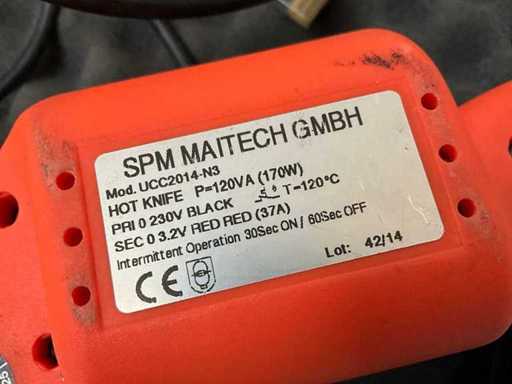 SPM MAITECH GMBH
Mod. UCC2014-N3
HOT KNIFE P=120VA (170W)
PRI 0 230V BLACK T-120°C
SEC 0 3.2V RED RED (37A)
Intermittent Operation 30Sec ON/ 60Sec OFF
Lot: 42/14
CE